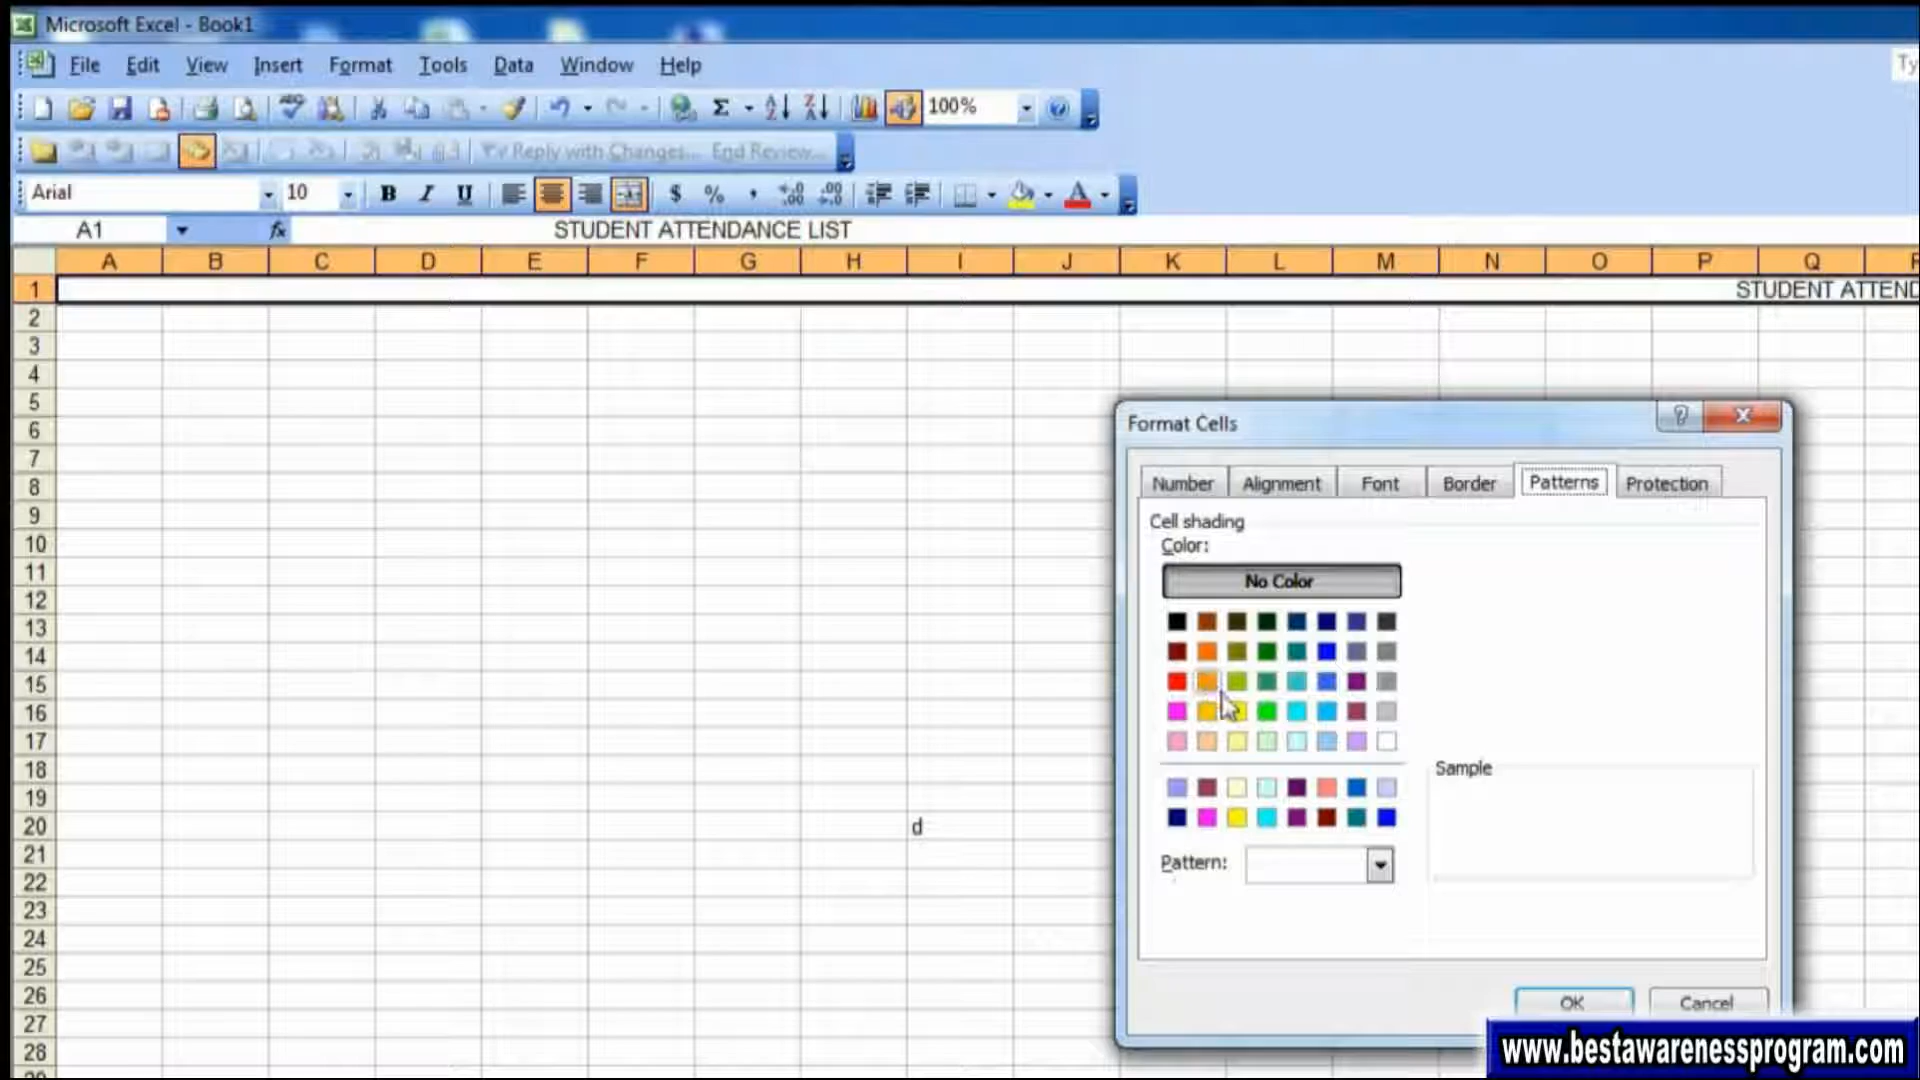 Microsoft Excel - Book1
File Edit View Insert Format Tools Data Window Help
Ty
100%
Reply with Changes... End Review...
Arial 10 B I U $ % ,
A1 fx STUDENT ATTENDANCE LIST
A B C D E F G H I J K L M N O P Q
1 STUDENT ATTEND
2
3
4
5
6
7
8
9
10
11
12
13
14
15
16
17
18
19
20 d
21
22
23
24
25
26
27
28
Format Cells
Number Alignment Font Border Patterns Protection
Cell shading
Color:
No Color
Sample
Pattern:
OK Cancel
www.bestawarenessprogram.com